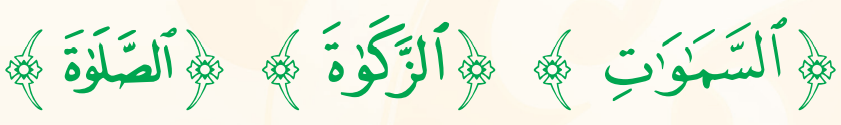 ﴿ ٱلسَّمَـٰوَٰتِ ﴾ ﴿ ٱلزَّكَوٰةَ ﴾ ﴿ ٱلصَّلَوٰةَ ﴾